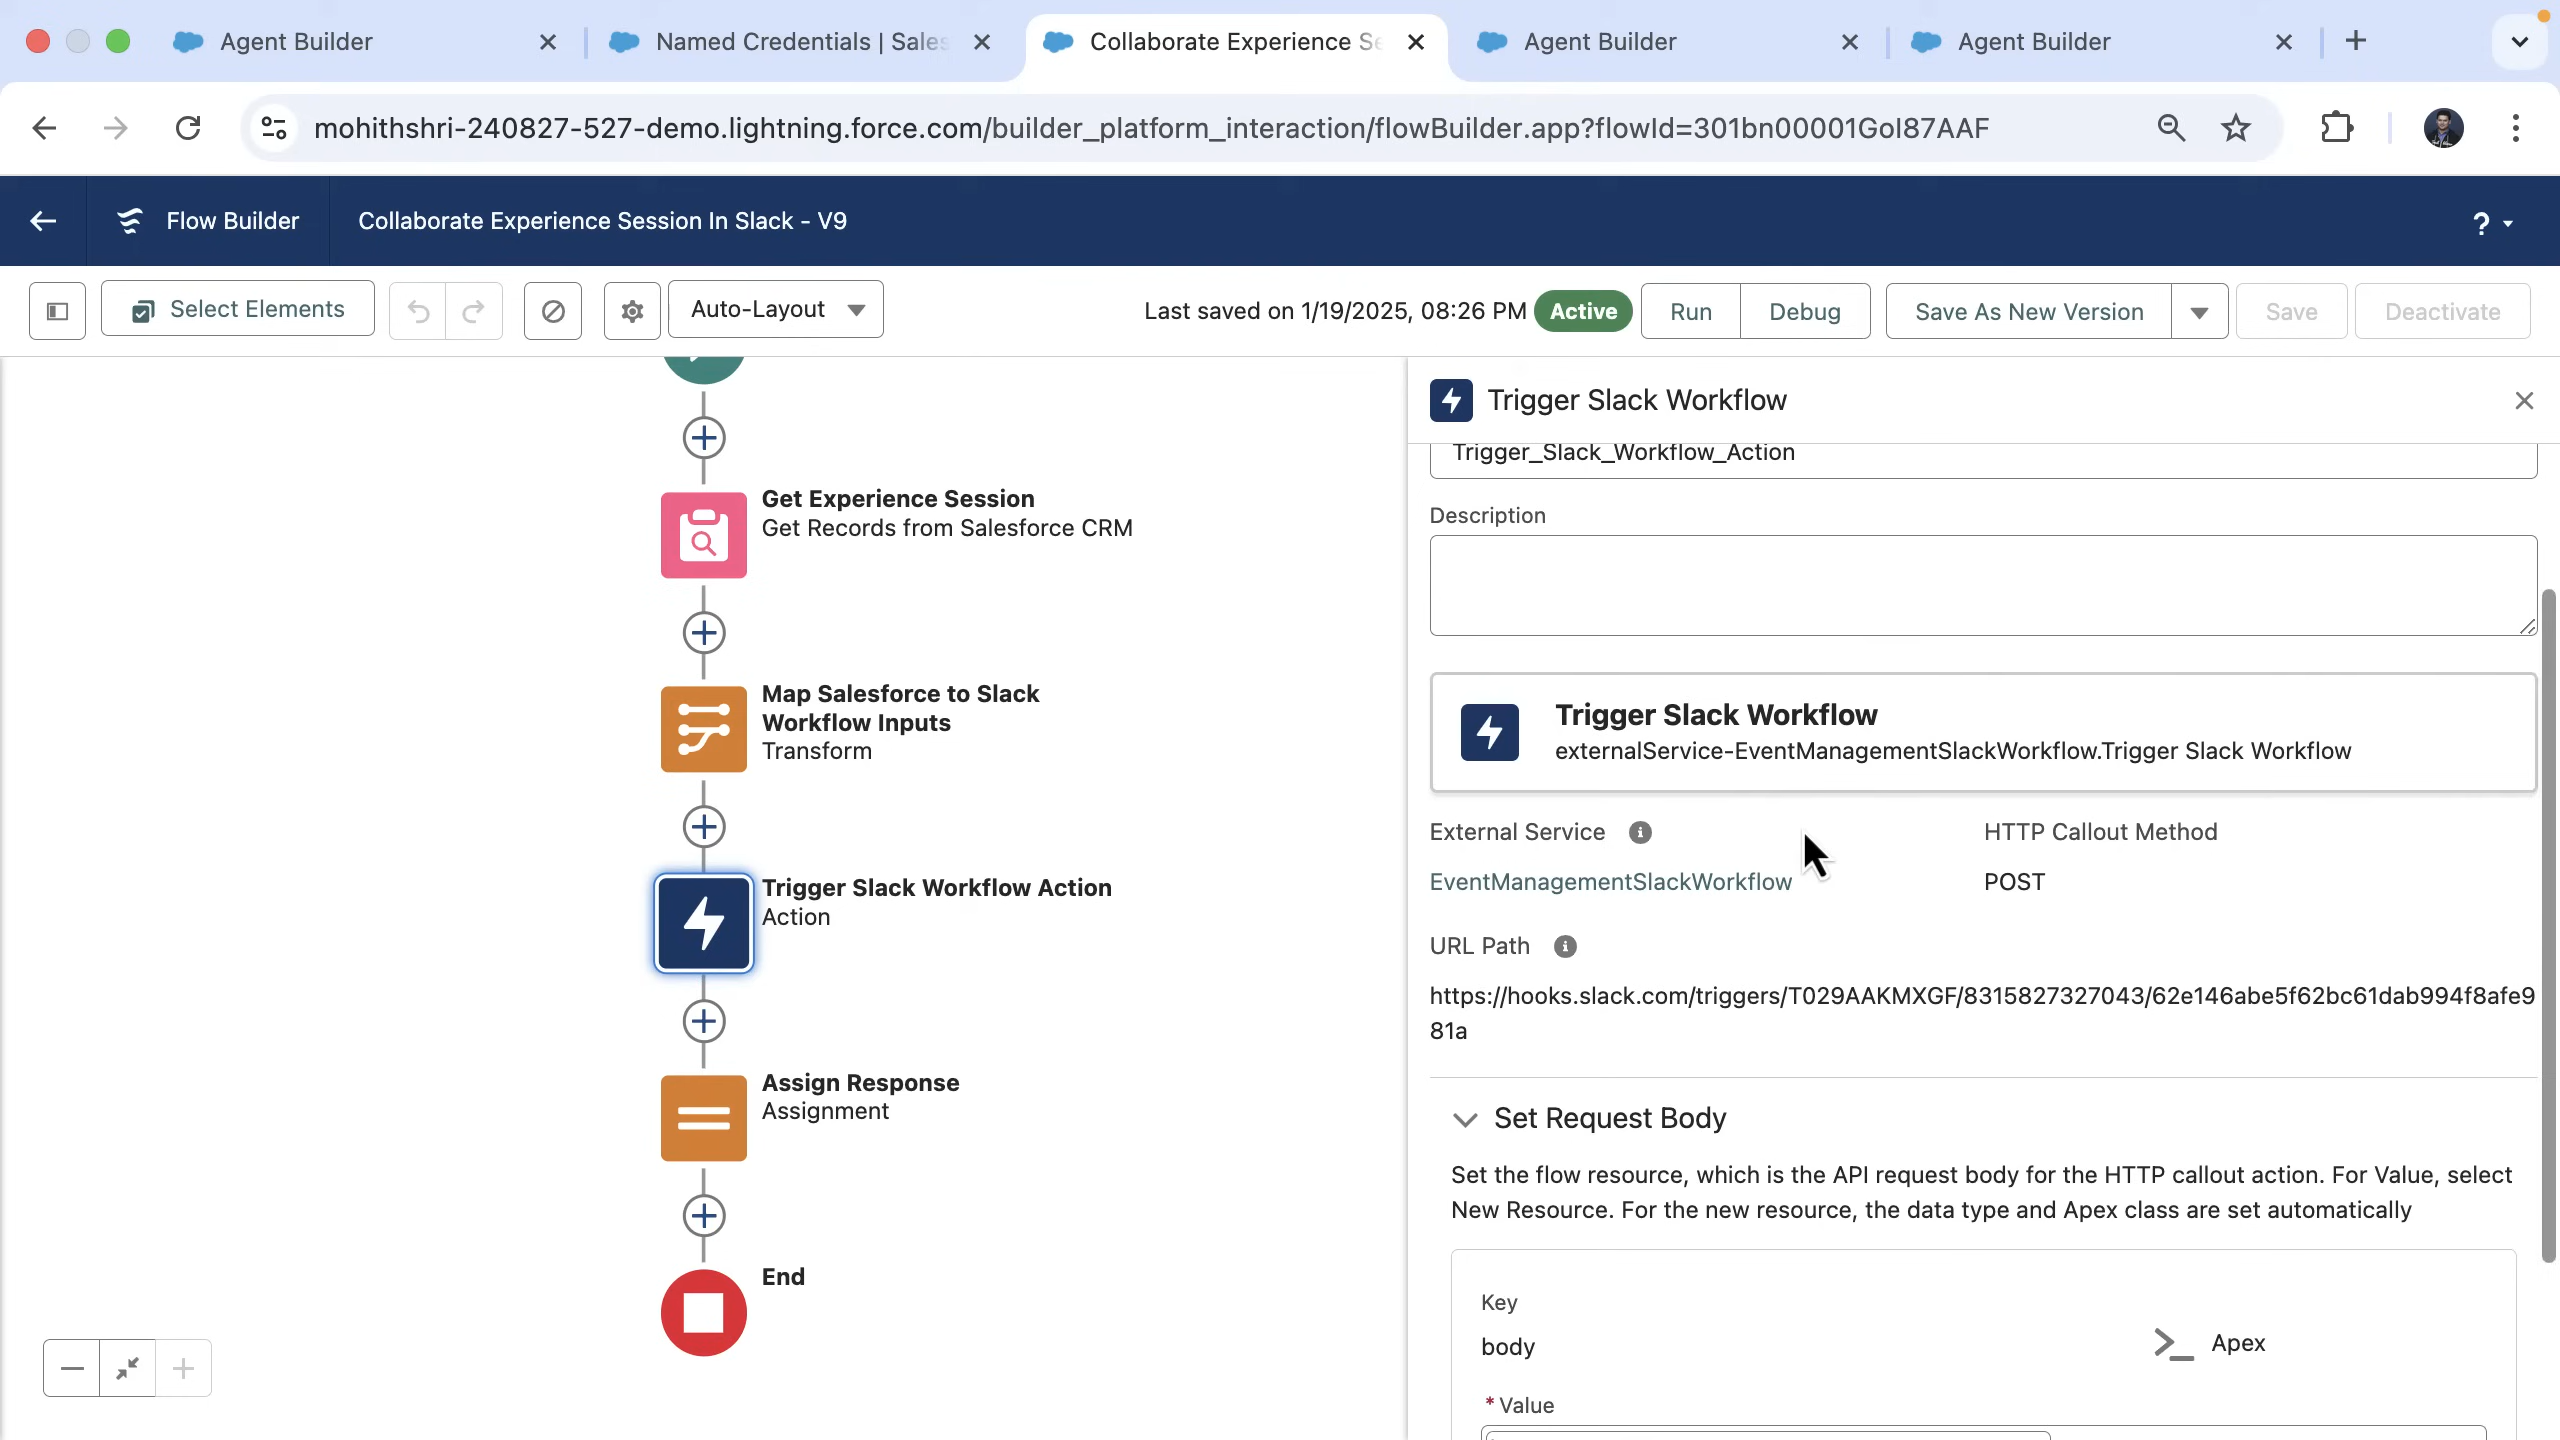 Agent Builder
Named Credentials | Sales
Collaborate Experience Se
Agent Builder
Agent Builder
mohithshri-240827-527-demo.lightning.force.com/builder_platform_interaction/flowBuilder.app?flowId=301bn00001Gol87AAF
Flow Builder
Collaborate Experience Session In Slack - V9
?
Select Elements
Auto-Layout
Last saved on 1/19/2025, 08:26 PM
Active
Run
Debug
Save As New Version
Save
Deactivate
Get Experience Session
Get Records from Salesforce CRM
Map Salesforce to Slack
Workflow Inputs
Transform
Trigger Slack Workflow Action
Action
Assign Response
Assignment
End
Trigger Slack Workflow
Trigger_Slack_Workflow_Action
Description
Trigger Slack Workflow
externalService-EventManagementSlackWorkflow.Trigger Slack Workflow
External Service
HTTP Callout Method
EventManagementSlackWorkflow
POST
URL Path
https://hooks.slack.com/triggers/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
81a
Set Request Body
Set the flow resource, which is the API request body for the HTTP callout action. For Value, select
New Resource. For the new resource, the data type and Apex class are set automatically
Key
body
Apex
* Value